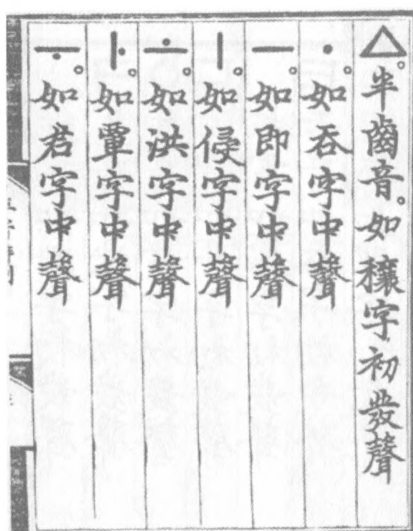 ㅿ。半齒音。如穰字初發聲
ㆍ。如呑字中聲
ㅡ。如即字中聲
ㅣ。如侵字中聲
ㅗ。如洪字中聲
ㅏ。如覃字中聲
ㅜ。如君字中聲